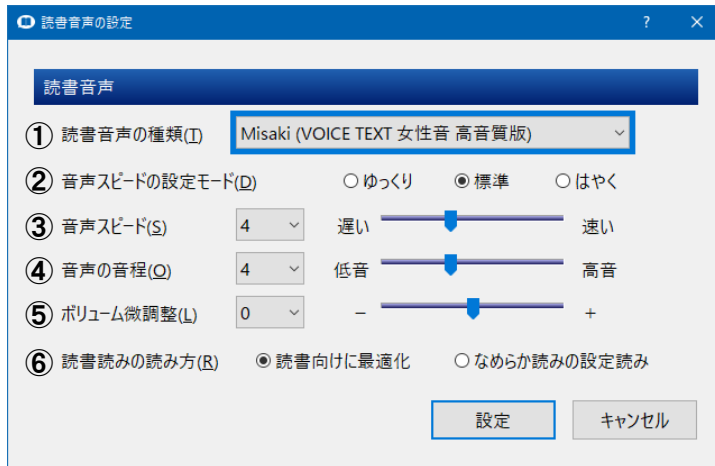 読書音声の設定 ? ×
読書音声
① 読書音声の種類(T) Misaki (VOICE TEXT 女性音 高音質版)
② 音声スピードの設定モード(D) ゆっくり 標準 はやく
③ 音声スピード(S) 4 遅い 速い
④ 音声の音程(O) 4 低音 高音
⑤ ボリューム微調整(L) 0 − +
⑥ 読書読みの読み方(R) 読書向けに最適化 なめらか読みの設定読み
設定 キャンセル